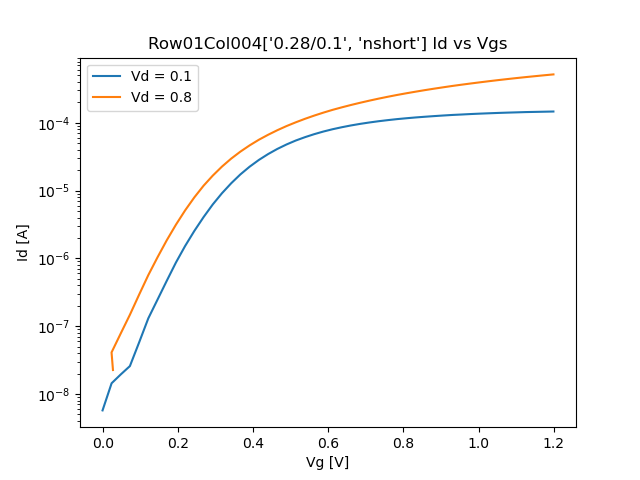 Row01Col004['0.28/0.1', 'nshort'] Id vs Vgs
Vd = 0.1
Vd = 0.8
Id [A]
10⁻⁴
10⁻⁵
10⁻⁶
10⁻⁷
10⁻⁸
0.0 0.2 0.4 0.6 0.8 1.0 1.2
Vg [V]